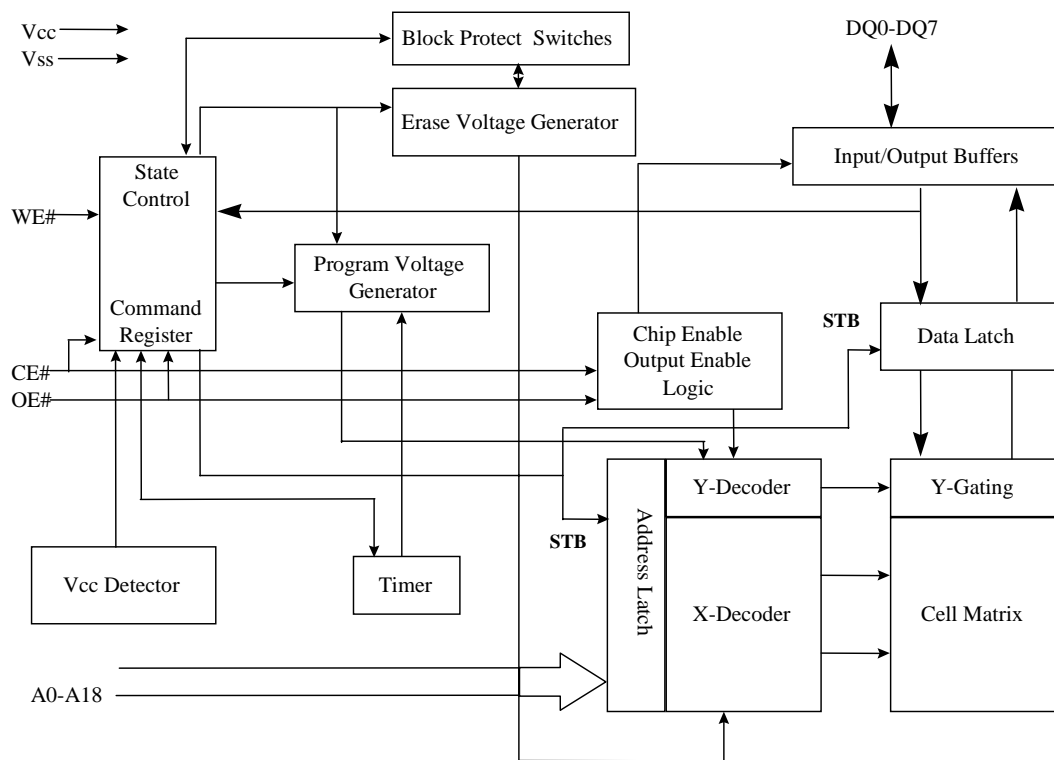 Vcc
Vss
Block Protect Switches
DQ0-DQ7
Erase Voltage Generator
Input/Output Buffers
State
Control
WE#
Program Voltage
Generator
Command
Register
STB
Chip Enable
Output Enable
Logic
Data Latch
CE#
OE#
Y-Decoder
Y-Gating
STB
Address Latch
Vcc Detector
Timer
X-Decoder
Cell Matrix
A0-A18